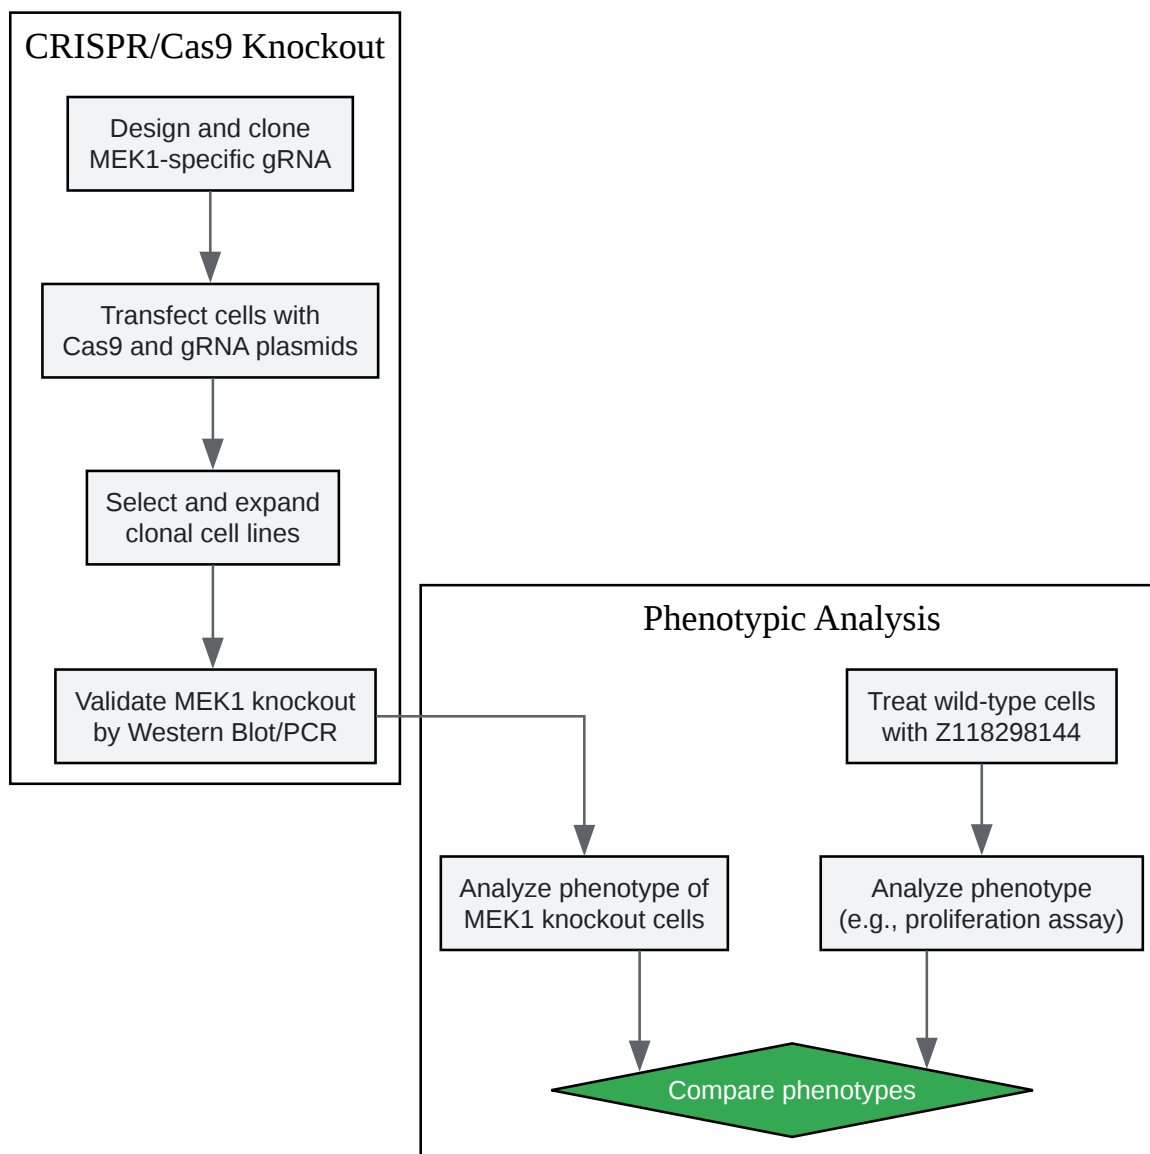 CRISPR/Cas9 Knockout
Design and clone
MEK1-specific gRNA
Transfect cells with
Cas9 and gRNA plasmids
Select and expand
clonal cell lines
Validate MEK1 knockout
by Western Blot/PCR
Phenotypic Analysis
Treat wild-type cells
with Z118298144
Analyze phenotype of
MEK1 knockout cells
Analyze phenotype
(e.g., proliferation assay)
Compare phenotypes